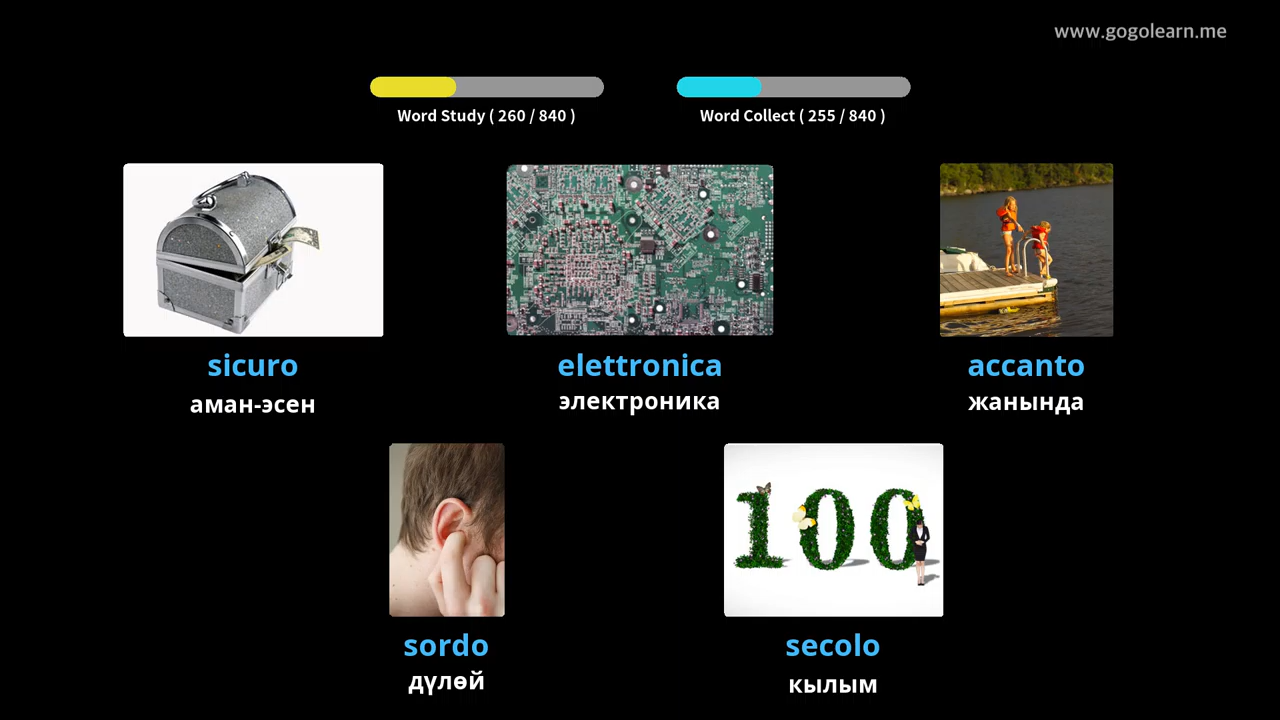 www.gogolearn.me
Word Study ( 260 / 840 )
Word Collect ( 255 / 840 )
sicuro
аман-эсен
elettronica
электроника
accanto
жанында
sordo
дүлөй
secolo
кылым